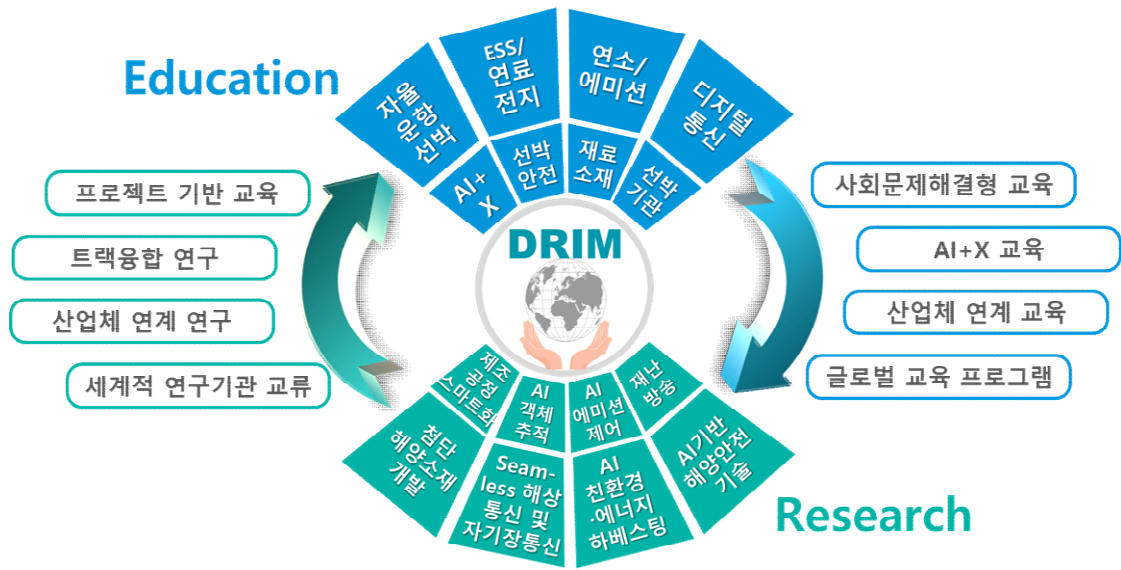 Education
자율
운항
선박
ESS/
연료
전지
연소/
에미션
디지털
통신
AI+
X
선박
안전
재료
소재
선박
기관
프로젝트 기반 교육
트랙융합 연구
산업체 연계 연구
세계적 연구기관 교류
DRIM
사회문제해결형 교육
AI+X 교육
산업체 연계 교육
글로벌 교육 프로그램
제조
공정
스마트화
AI
객체
추적
AI
에미션
제어
재난
방송
첨단
해양소재
개발
Seam-
less 해상
통신 및
자기장통신
AI
친환경
·에너지
하베스팅
AI기반
해양안전
기술
Research